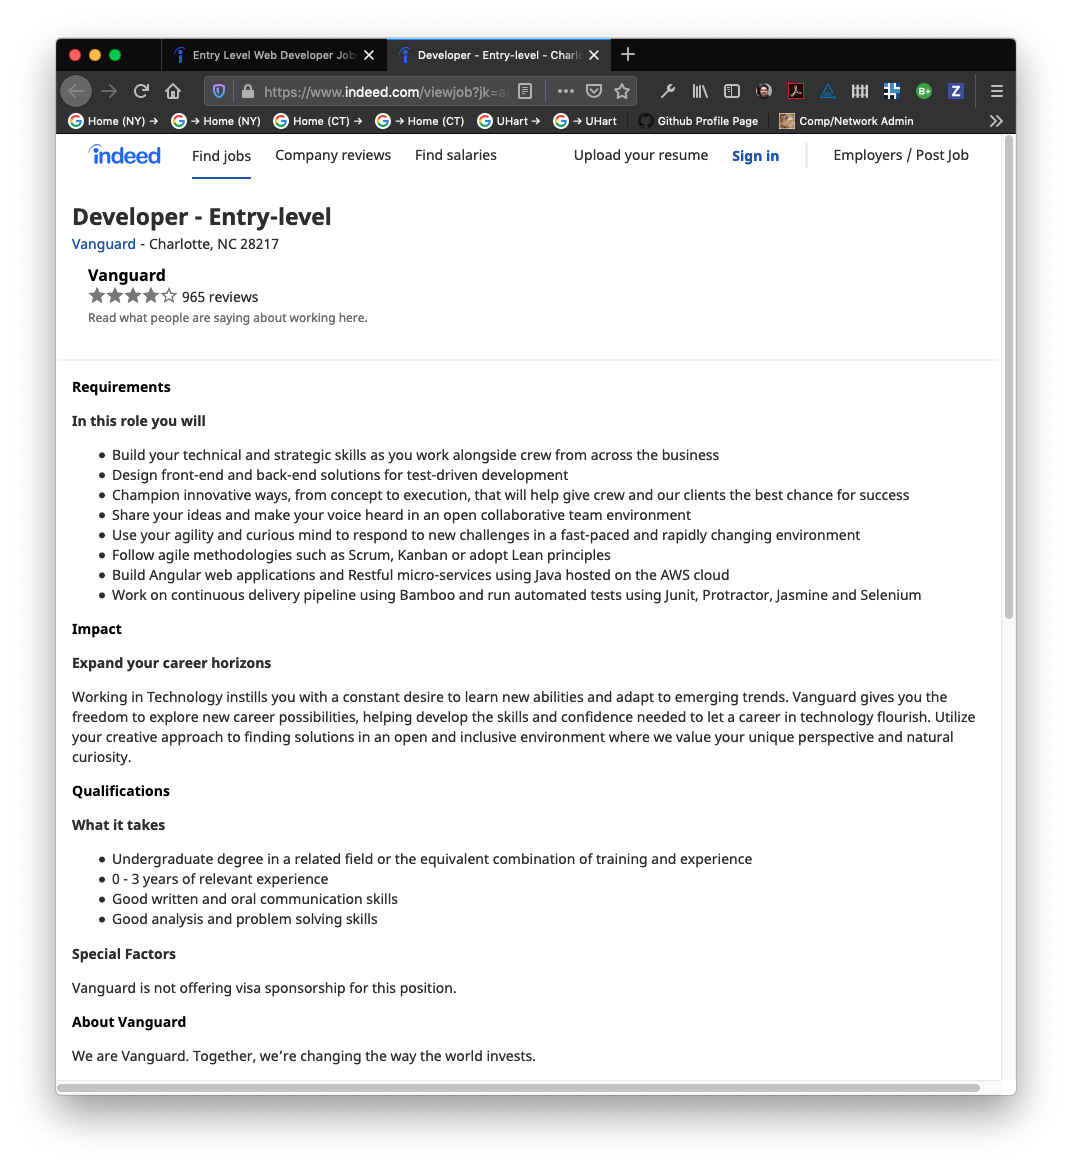 Entry Level Web Developer Job
Developer - Entry-level - Charlo
https://www.indeed.com/viewjob?jk=a
Home (NY) → → Home (NY) Home (CT) → → Home (CT) UHart → → UHart Github Profile Page Comp/Network Admin
indeed Find jobs Company reviews Find salaries Upload your resume Sign in Employers / Post Job
Developer - Entry-level
Vanguard - Charlotte, NC 28217
Vanguard
965 reviews
Read what people are saying about working here.
Requirements
In this role you will
• Build your technical and strategic skills as you work alongside crew from across the business
• Design front-end and back-end solutions for test-driven development
• Champion innovative ways, from concept to execution, that will help give crew and our clients the best chance for success
• Share your ideas and make your voice heard in an open collaborative team environment
• Use your agility and curious mind to respond to new challenges in a fast-paced and rapidly changing environment
• Follow agile methodologies such as Scrum, Kanban or adopt Lean principles
• Build Angular web applications and Restful micro-services using Java hosted on the AWS cloud
• Work on continuous delivery pipeline using Bamboo and run automated tests using Junit, Protractor, Jasmine and Selenium
Impact
Expand your career horizons
Working in Technology instills you with a constant desire to learn new abilities and adapt to emerging trends. Vanguard gives you the
freedom to explore new career possibilities, helping develop the skills and confidence needed to let a career in technology flourish. Utilize
your creative approach to finding solutions in an open and inclusive environment where we value your unique perspective and natural
curiosity.
Qualifications
What it takes
• Undergraduate degree in a related field or the equivalent combination of training and experience
• 0 - 3 years of relevant experience
• Good written and oral communication skills
• Good analysis and problem solving skills
Special Factors
Vanguard is not offering visa sponsorship for this position.
About Vanguard
We are Vanguard. Together, we’re changing the way the world invests.